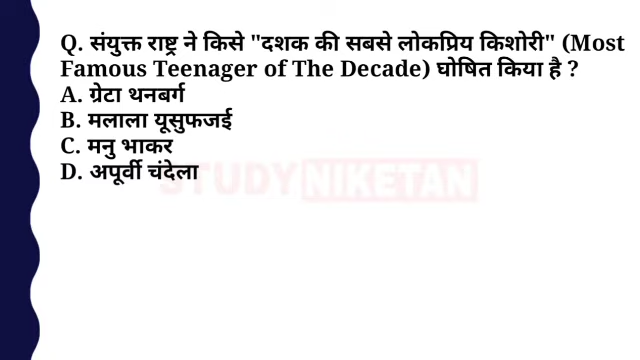 Q. संयुक्त राष्ट्र ने किसे "दशक की सबसे लोकप्रिय किशोरी" (Most
Famous Teenager of The Decade) घोषित किया है ?
A. ग्रेटा थनबर्ग
B. मलाला यूसुफजई
C. मनु भाकर
D. अपूर्वी चंदेला
STUDY NIKETAN